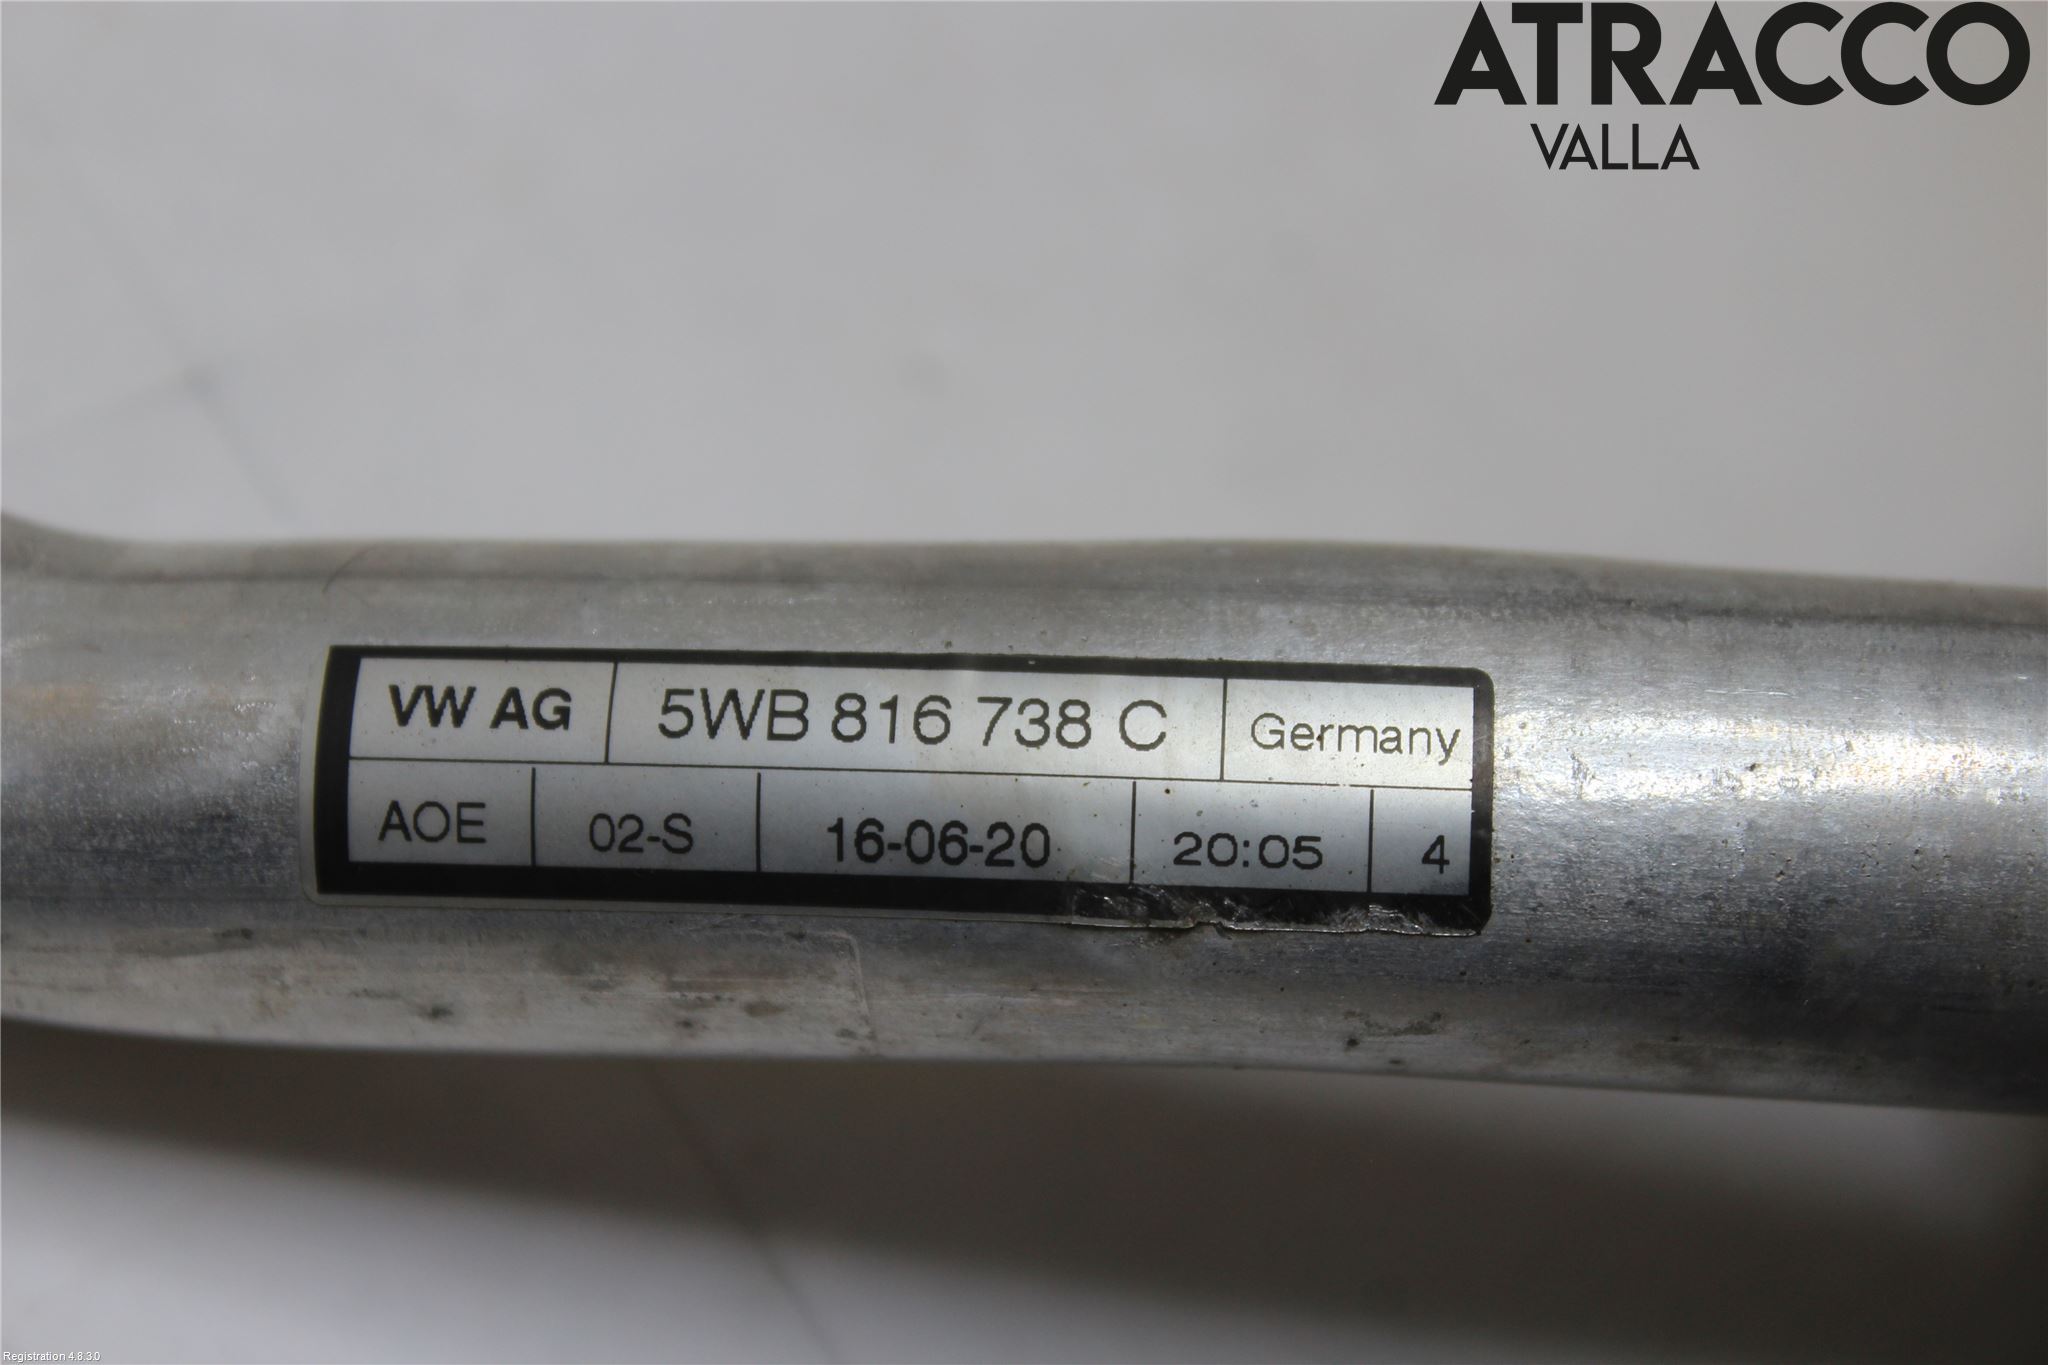 ATRACCO
VALLA
VW AG 5WB 816 738 C Germany
AOE 02-S 16-06-20 20:05 4
Registration 4.8.3.0